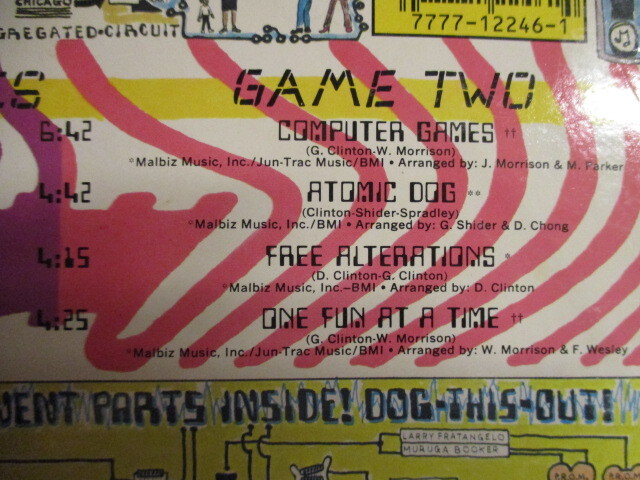 CHICAGO
GREGATED·CIRCUIT
7777-12246-1
GAME TWO
6:42 COMPUTER GAMES ††
(G. Clinton-W. Morrison)
*Malbiz Music, Inc./Jun-Trac Music/BMI • Arranged by: J. Morrison & M. Parker
4:42 ATOMIC DOG **
(Clinton-Shider-Spradley)
*Malbiz Music, Inc./BMI • Arranged by: G. Shider & D. Chong
4:15 FREE ALTERATIONS *
(D. Clinton-G. Clinton)
*Malbiz Music, Inc.–BMI • Arranged by: D. Clinton
4:25 ONE FUN AT A TIME ††
(G. Clinton-W. Morrison)
*Malbiz Music, Inc./Jun-Trac Music/BMI • Arranged by: W. Morrison & F. Wesley
PARTS INSIDE! DOG-THIS-OUT!
LARRY FRATANGELO
MURUGA BOOKER
P.R.O.M.